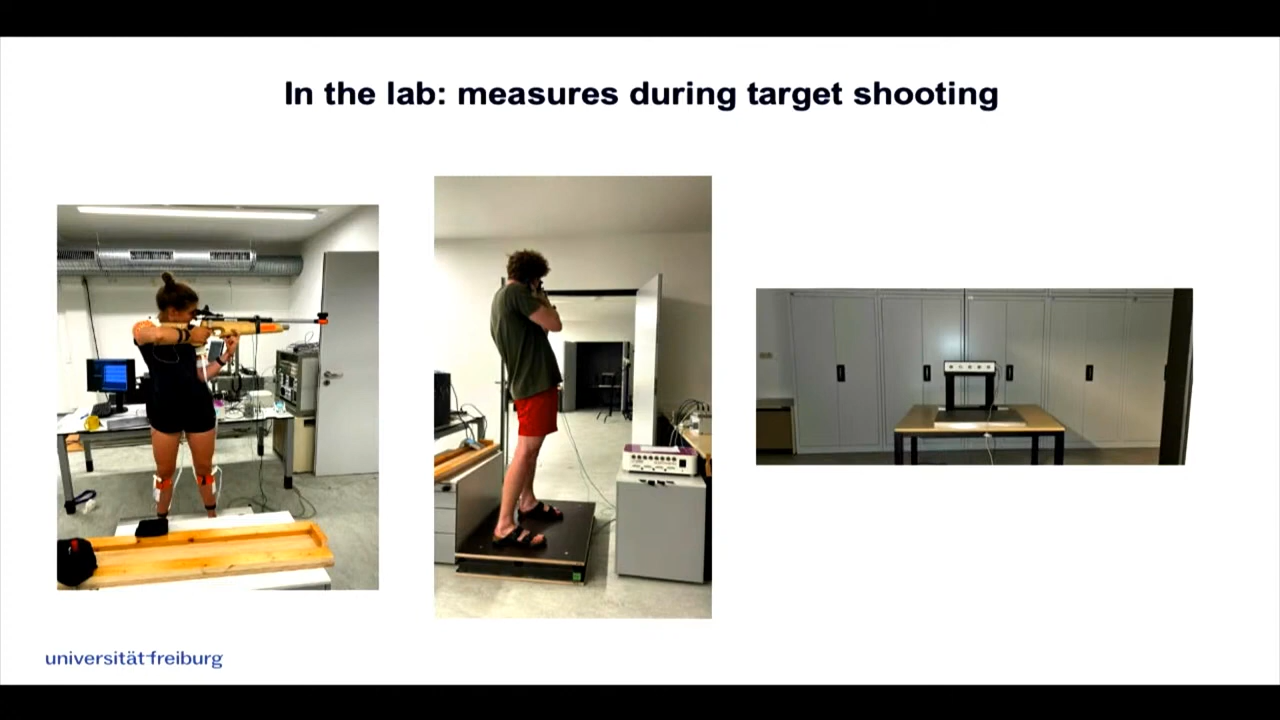 In the lab: measures during target shooting
universität freiburg